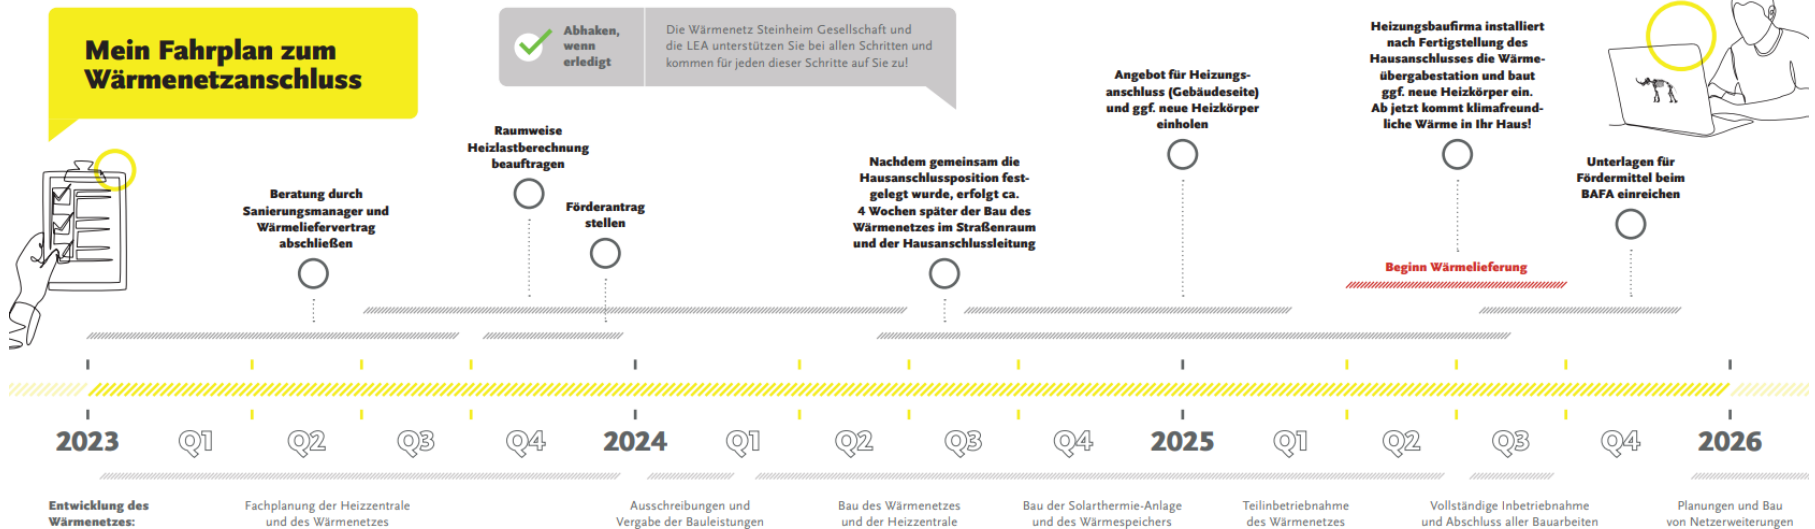 Mein Fahrplan zum
Wärmenetzanschluss
Abhaken,
wenn
erledigt
Die Wärmenetz Steinheim Gesellschaft und
die LEA unterstützen Sie bei allen Schritten und
kommen für jeden dieser Schritte auf Sie zu!
Beratung durch
Sanierungsmanager und
Wärmeliefervertrag
abschließen
Raumweise
Heizlastberechnung
beauftragen
Förderantrag
stellen
Nachdem gemeinsam die
Hausanschlussposition fest-
gelegt wurde, erfolgt ca.
4 Wochen später der Bau des
Wärmenetzes im Straßenraum
und der Hausanschlussleitung
Angebot für Heizungs-
anschluss (Gebäudeseite)
und ggf. neue Heizkörper
einholen
Heizungsbaufirma installiert
nach Fertigstellung des
Hausanschlusses die Wärme-
übergabestation und baut
ggf. neue Heizkörper ein.
Ab jetzt kommt klimafreund-
liche Wärme in Ihr Haus!
Unterlagen für
Fördermittel beim
BAFA einreichen
Beginn Wärmelieferung
2023 Q1 Q2 Q3 Q4 2024 Q1 Q2 Q3 Q4 2025 Q1 Q2 Q3 Q4 2026
Entwicklung des
Wärmenetzes:
Fachplanung der Heizzentrale
und des Wärmenetzes
Ausschreibungen und
Vergabe der Bauleistungen
Bau des Wärmenetzes
und der Heizzentrale
Bau der Solarthermie-Anlage
und des Wärmespeichers
Teilinbetriebnahme
des Wärmenetzes
Vollständige Inbetriebnahme
und Abschluss aller Bauarbeiten
Planungen und Bau
von Netzerweiterungen